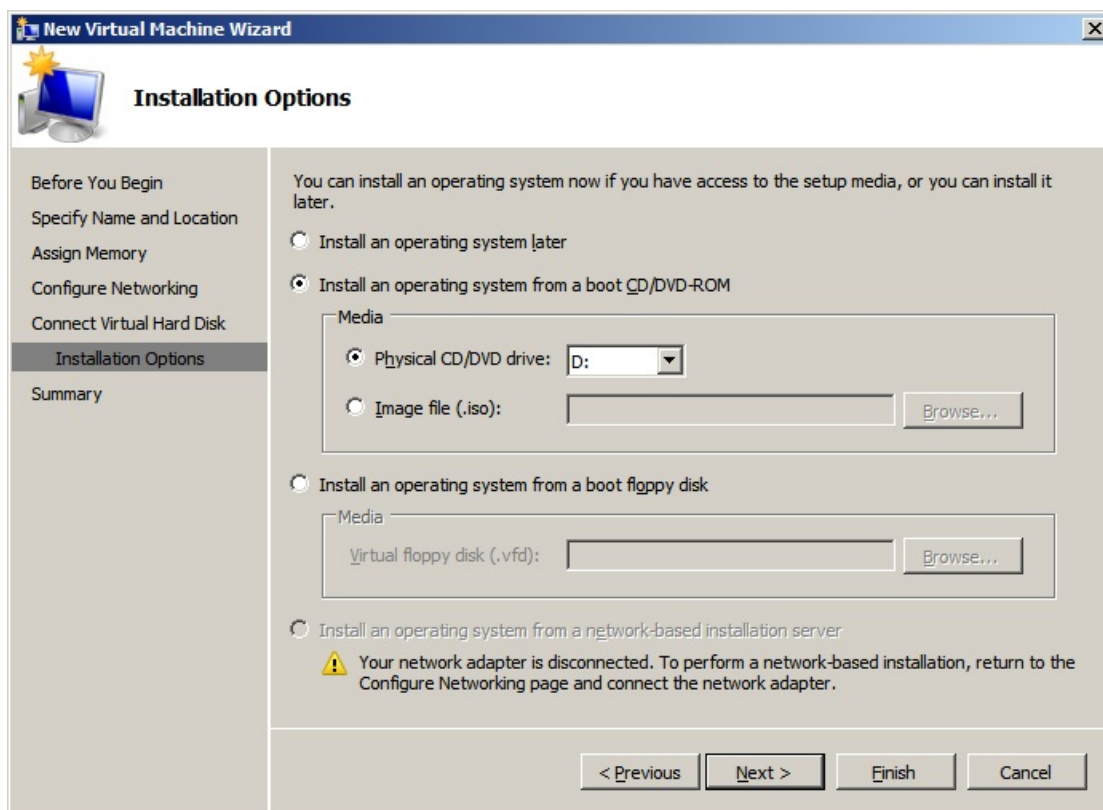 New Virtual Machine Wizard
Installation Options
Before You Begin
Specify Name and Location
Assign Memory
Configure Networking
Connect Virtual Hard Disk
Installation Options
Summary
You can install an operating system now if you have access to the setup media, or you can install it
later.
Install an operating system later
Install an operating system from a boot CD/DVD-ROM
Media
Physical CD/DVD drive: D:
Image file (.iso): Browse...
Install an operating system from a boot floppy disk
Media
Virtual floppy disk (.vfd): Browse...
Install an operating system from a network-based installation server
Your network adapter is disconnected. To perform a network-based installation, return to the
Configure Networking page and connect the network adapter.
< Previous Next > Finish Cancel